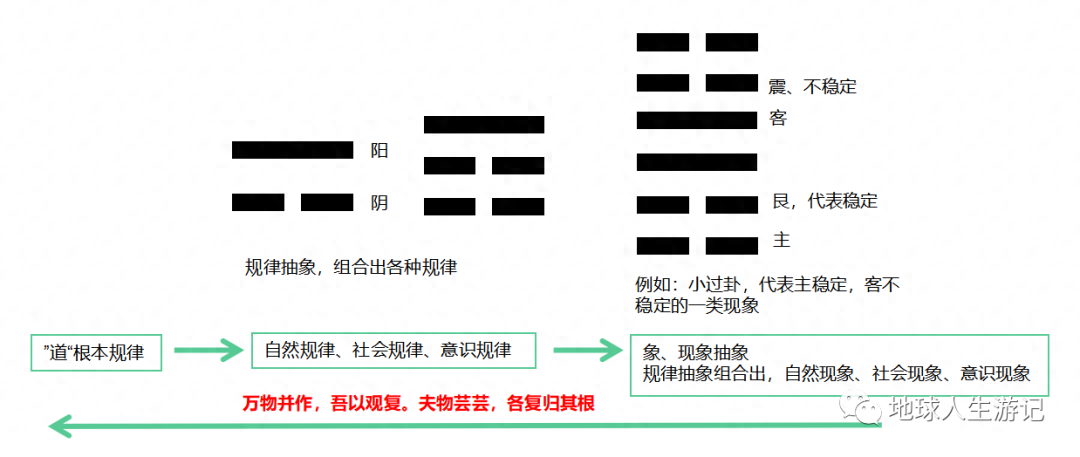 震、不稳定
客
阳
阴
艮，代表稳定
主
规律抽象，组合出各种规律
例如：小过卦，代表主稳定，客不
稳定的一类现象
”道“根本规律
自然规律、社会规律、意识规律
象、现象抽象
规律抽象组合出，自然现象、社会现象、意识现象
万物并作，吾以观复。夫物芸芸，各复归其根
地球人生游记